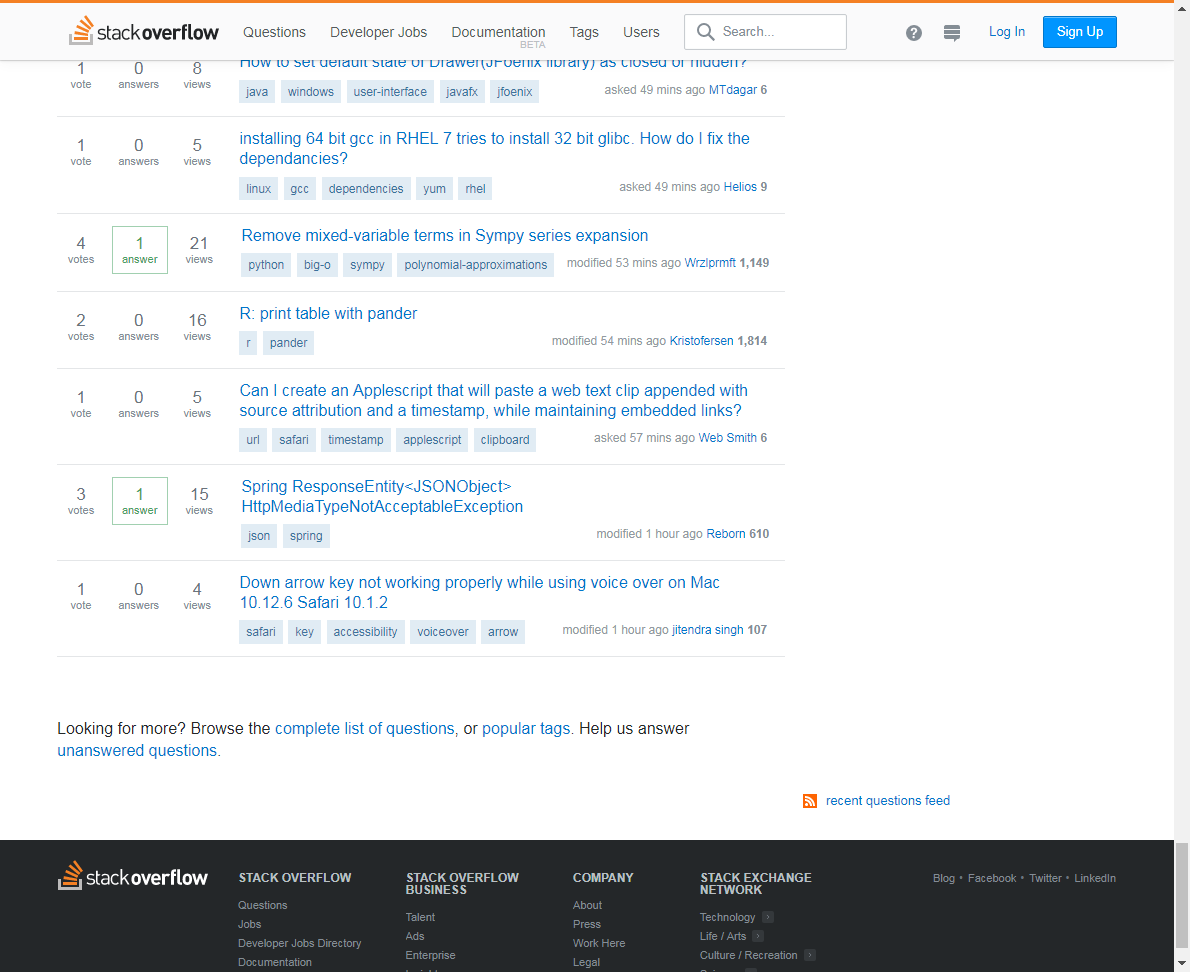 stackoverflow Questions Developer Jobs Documentation BETA Tags Users Search... Log In Sign Up
1 vote 0 answers 8 views
How to set default state of Drawer(JFoenix library) as closed or hidden?
java windows user-interface javafx jfoenix
asked 49 mins ago MTdagar 6
1 vote 0 answers 5 views
installing 64 bit gcc in RHEL 7 tries to install 32 bit glibc. How do I fix the
dependancies?
linux gcc dependencies yum rhel
asked 49 mins ago Helios 9
4 votes 1 answer 21 views
Remove mixed-variable terms in Sympy series expansion
python big-o sympy polynomial-approximations
modified 53 mins ago Wrzlprmft 1,149
2 votes 0 answers 16 views
R: print table with pander
r pander
modified 54 mins ago Kristofersen 1,814
1 vote 0 answers 5 views
Can I create an Applescript that will paste a web text clip appended with
source attribution and a timestamp, while maintaining embedded links?
url safari timestamp applescript clipboard
asked 57 mins ago Web Smith 6
3 votes 1 answer 15 views
Spring ResponseEntity<JSONObject>
HttpMediaTypeNotAcceptableException
json spring
modified 1 hour ago Reborn 610
1 vote 0 answers 4 views
Down arrow key not working properly while using voice over on Mac
10.12.6 Safari 10.1.2
safari key accessibility voiceover arrow
modified 1 hour ago jitendra singh 107
Looking for more? Browse the complete list of questions, or popular tags. Help us answer
unanswered questions.
recent questions feed
stackoverflow
STACK OVERFLOW
Questions
Jobs
Developer Jobs Directory
Documentation
STACK OVERFLOW
BUSINESS
Talent
Ads
Enterprise
COMPANY
About
Press
Work Here
Legal
STACK EXCHANGE
NETWORK
Technology
Life / Arts
Culture / Recreation
Blog • Facebook • Twitter • LinkedIn